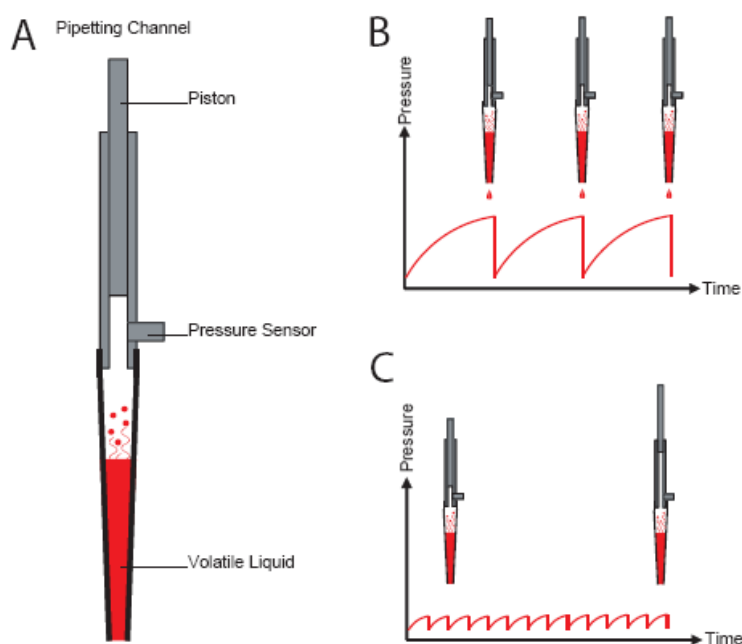 A
Pipetting Channel
Piston
Pressure Sensor
Volatile Liquid
B
Pressure
Time
C
Pressure
Time